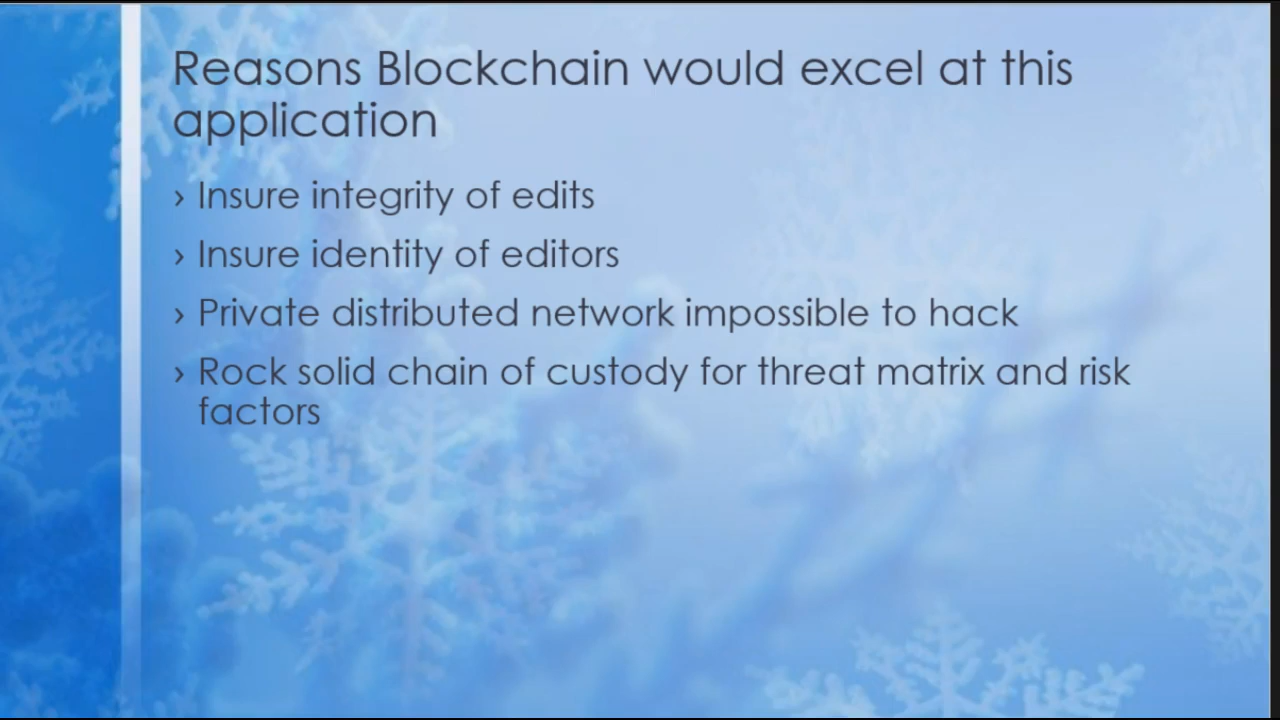 Reasons Blockchain would excel at this
application
› Insure integrity of edits
› Insure identity of editors
› Private distributed network impossible to hack
› Rock solid chain of custody for threat matrix and risk
factors